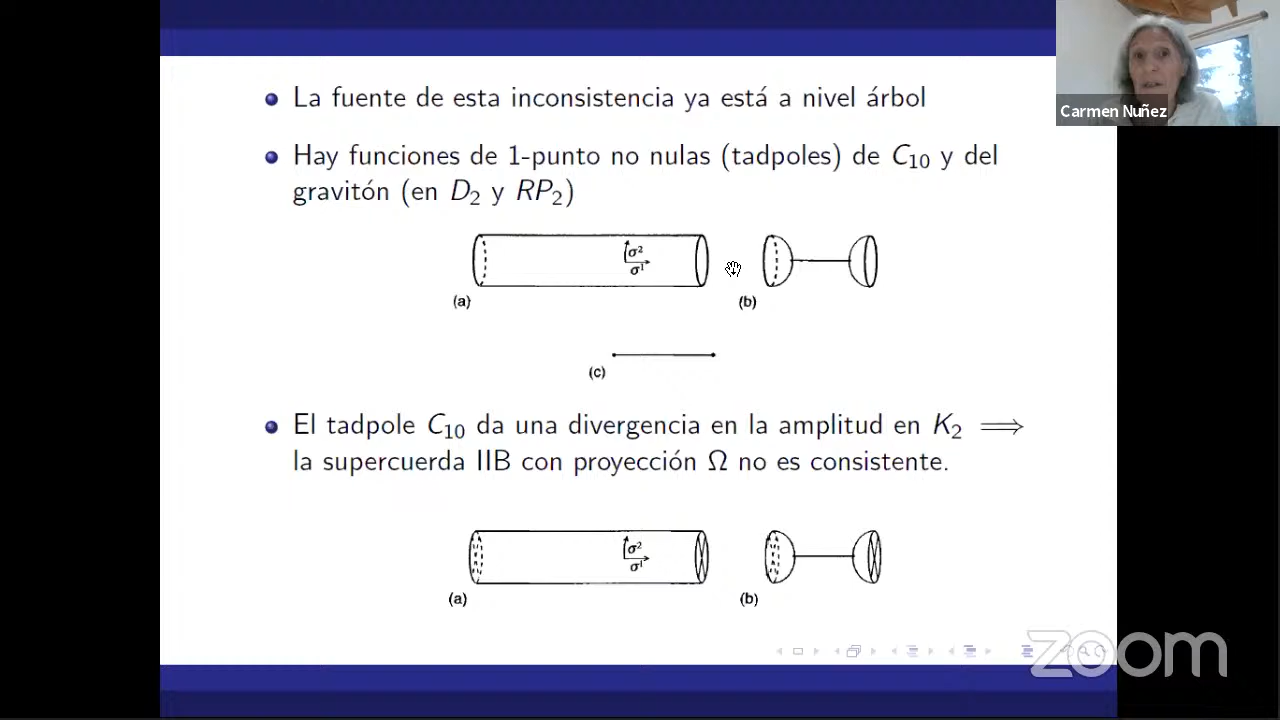 Carmen Nuñez
La fuente de esta inconsistencia ya está a nivel árbol
Hay funciones de 1-punto no nulas (tadpoles) de C₁₀ y del
gravitón (en D₂ y RP₂)
σ²
σ¹
(a)
(b)
(c)
El tadpole C₁₀ da una divergencia en la amplitud en K₂ ⟹
la supercuerda IIB con proyección Ω no es consistente.
σ²
σ¹
(a)
(b)
zoom